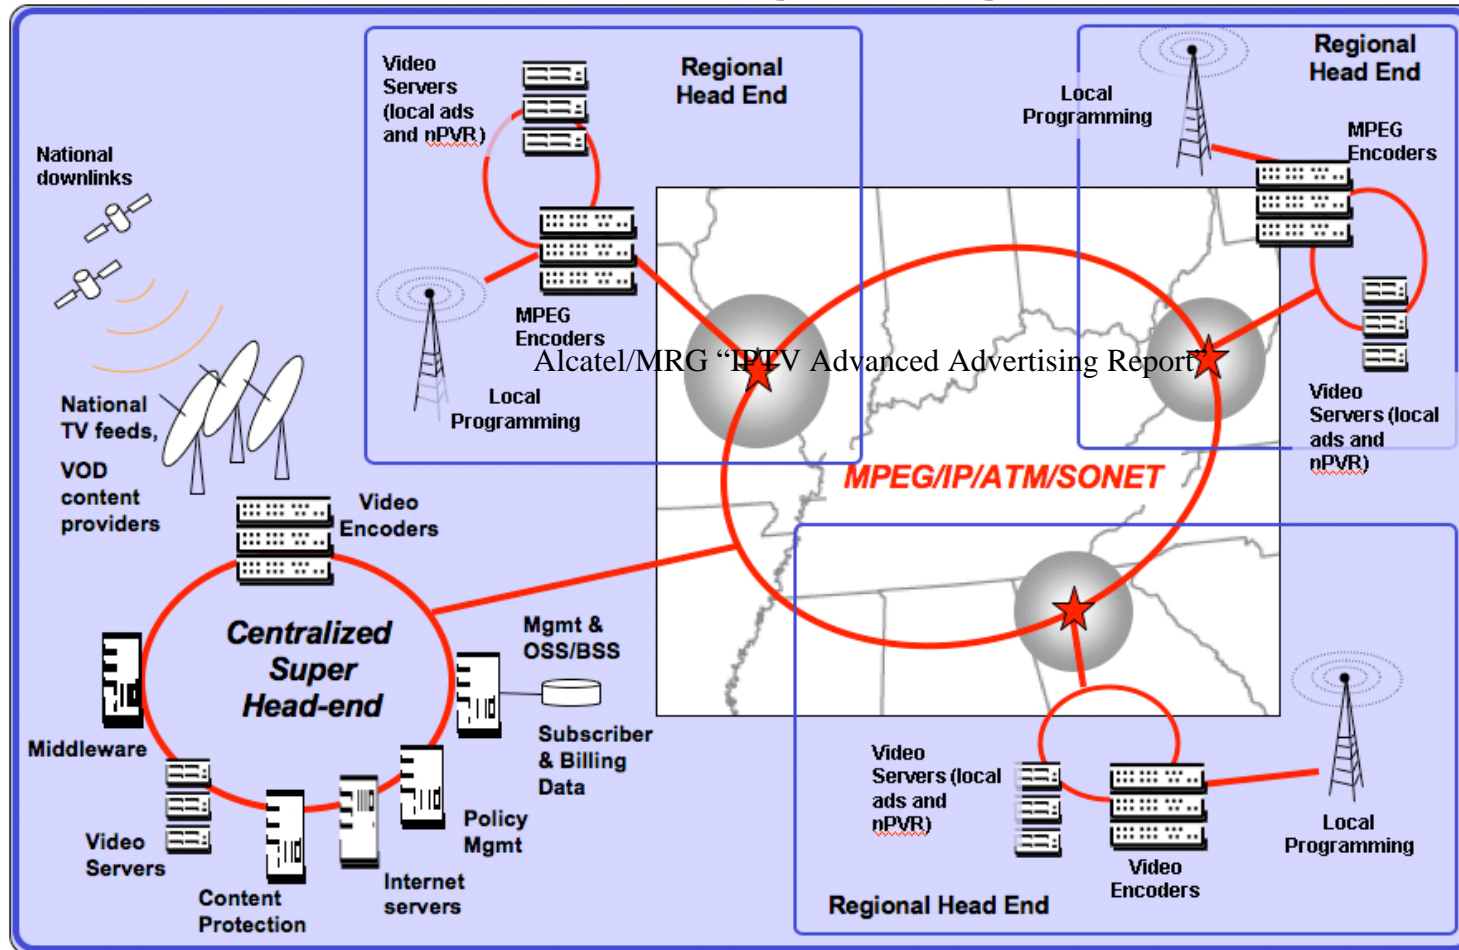 Video
Servers
(local ads
and nPVR)
Regional
Head End
MPEG
Encoders
Local
Programming
Regional
Head End
Local
Programming
MPEG
Encoders
Video
Servers (local
ads and
nPVR)
National
downlinks
National
TV feeds,
VOD
content
providers
Alcatel/MRG “IPTV Advanced Advertising Report”
MPEG/IP/ATM/SONET
Video
Encoders
Centralized
Super
Head-end
Mgmt &
OSS/BSS
Subscriber
& Billing
Data
Middleware
Video
Servers
Content
Protection
Internet
servers
Policy
Mgmt
Video
Servers (local
ads and
nPVR)
Video
Encoders
Local
Programming
Regional Head End